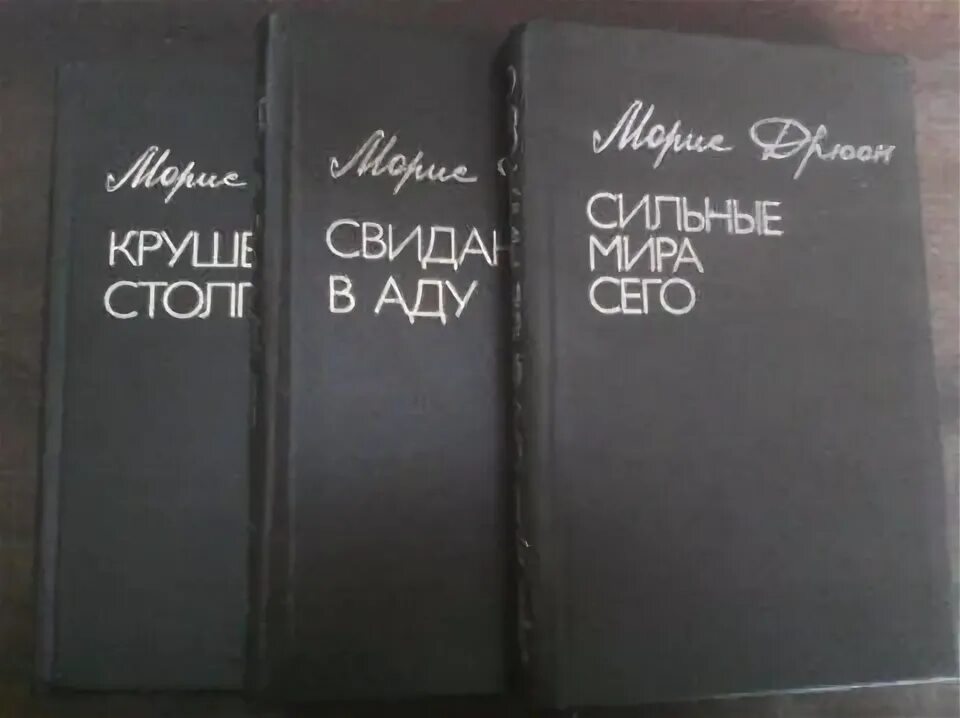 Морис
КРУШЕ
СТОЛП
Морис
СВИДАН
В АДУ
Морис Дрюон
СИЛЬНЫЕ
МИРА
СЕГО